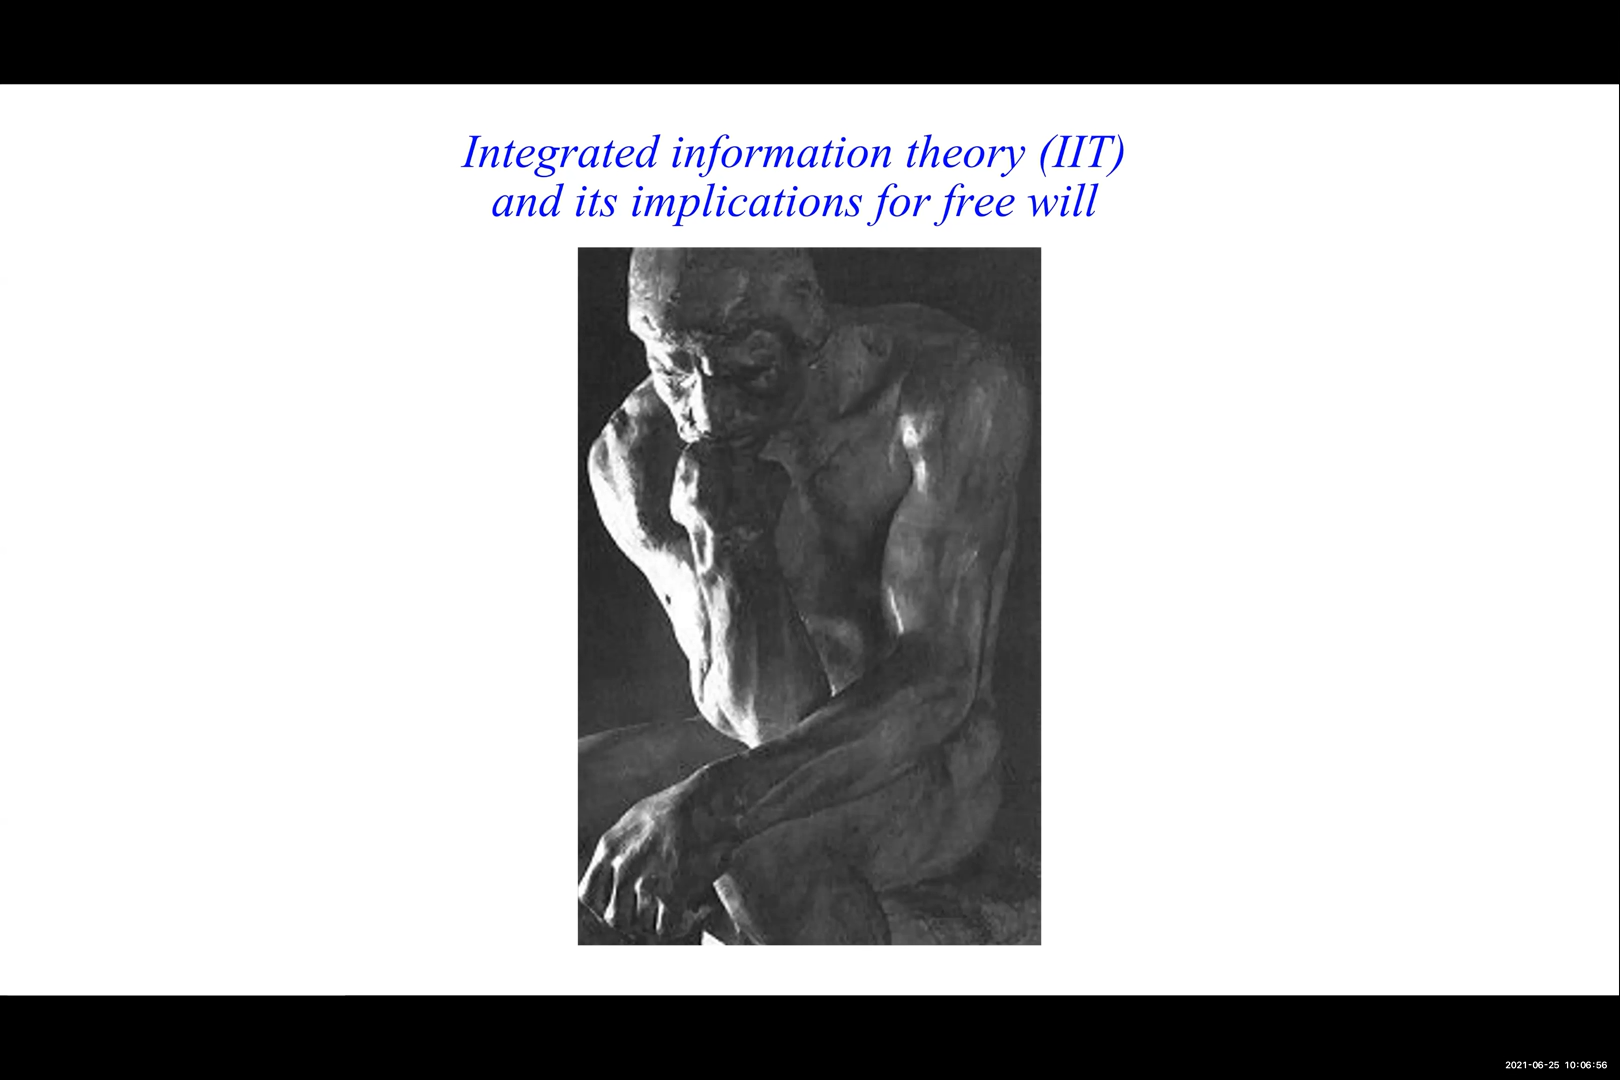 Integrated information theory (IIT)
and its implications for free will
2021-06-25 10:06:56